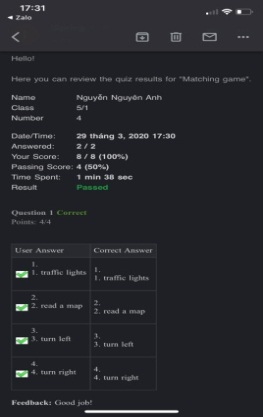 17:31
Zalo
Hello!
Here you can review the quiz results for "Matching game".
Name Nguyễn Nguyên Anh
Class 5/1
Number 4
Date/Time: 29 tháng 3, 2020 17:30
Answered: 2 / 2
Your Score: 8 / 8 (100%)
Passing Score: 4 (50%)
Time Spent: 1 min 38 sec
Result Passed
Question 1 Correct
Points: 4/4
User Answer Correct Answer
1. 1.
1. traffic lights 1. traffic lights
2. 2.
2. read a map 2. read a map
3. 3.
3. turn left 3. turn left
4. 4.
4. turn right 4. turn right
Feedback: Good job!